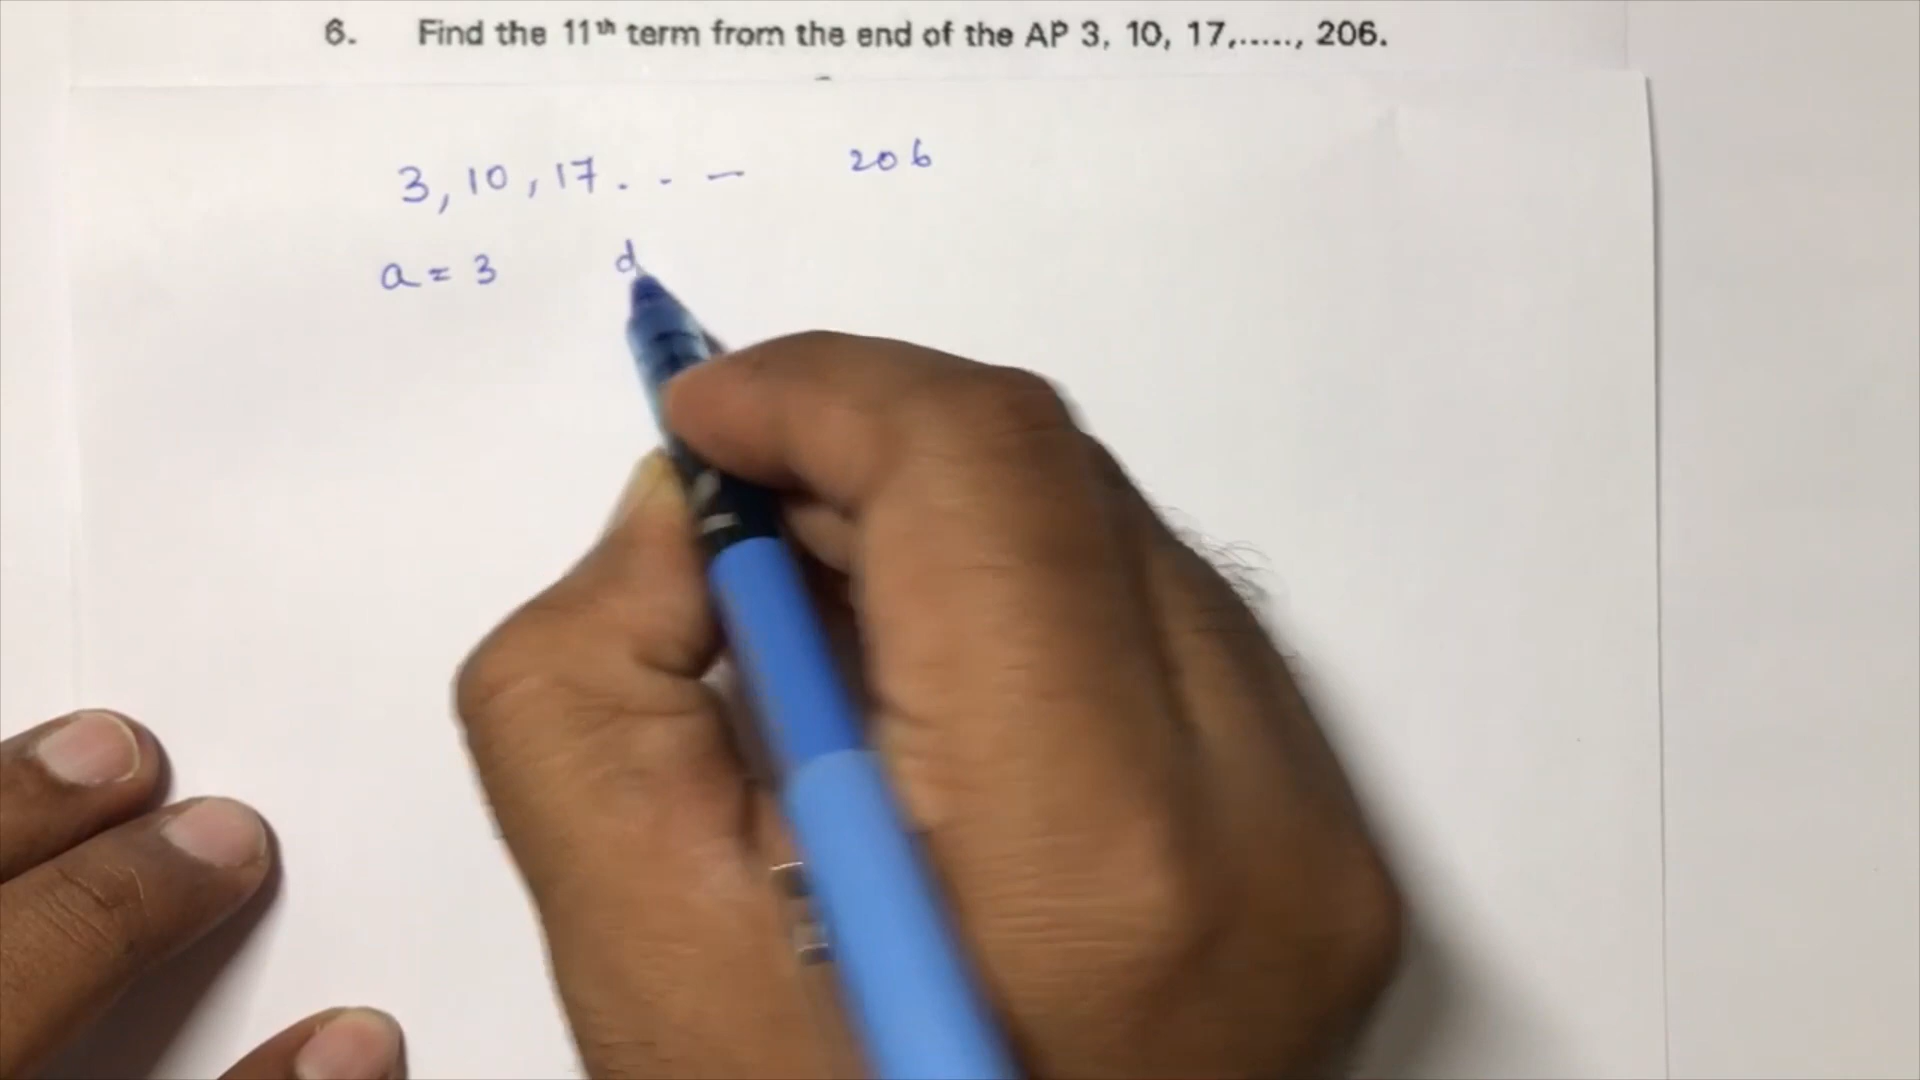 6. Find the 11th term from the end of the AP 3, 10, 17,....., 206.
3, 10, 17 . . - 206
a = 3 d